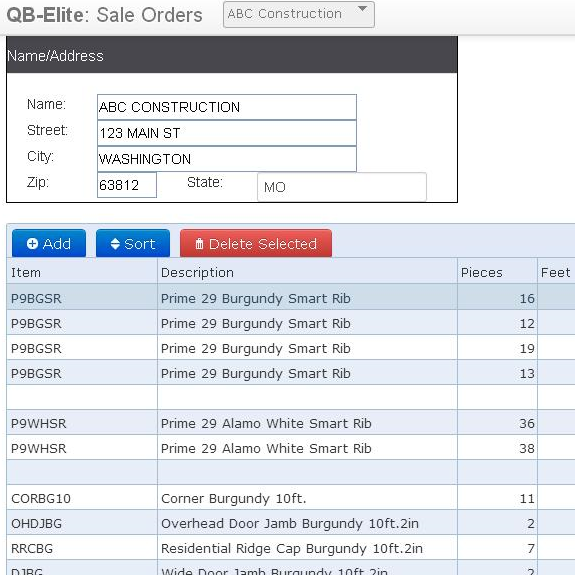 QB-Elite: Sale Orders ABC Construction
Name/Address
Name: ABC CONSTRUCTION
Street: 123 MAIN ST
City: WASHINGTON
Zip: 63812 State: MO
Add Sort Delete Selected
Item Description Pieces Feet
P9BGSR Prime 29 Burgundy Smart Rib 16
P9BGSR Prime 29 Burgundy Smart Rib 12
P9BGSR Prime 29 Burgundy Smart Rib 19
P9BGSR Prime 29 Burgundy Smart Rib 13
P9WHSR Prime 29 Alamo White Smart Rib 36
P9WHSR Prime 29 Alamo White Smart Rib 38
CORBG10 Corner Burgundy 10ft. 11
OHDJBG Overhead Door Jamb Burgundy 10ft.2in 2
RRCBG Residential Ridge Cap Burgundy 10ft.2in 7
DJBG Wide Door Jamb Burgundy 10ft.2in 2